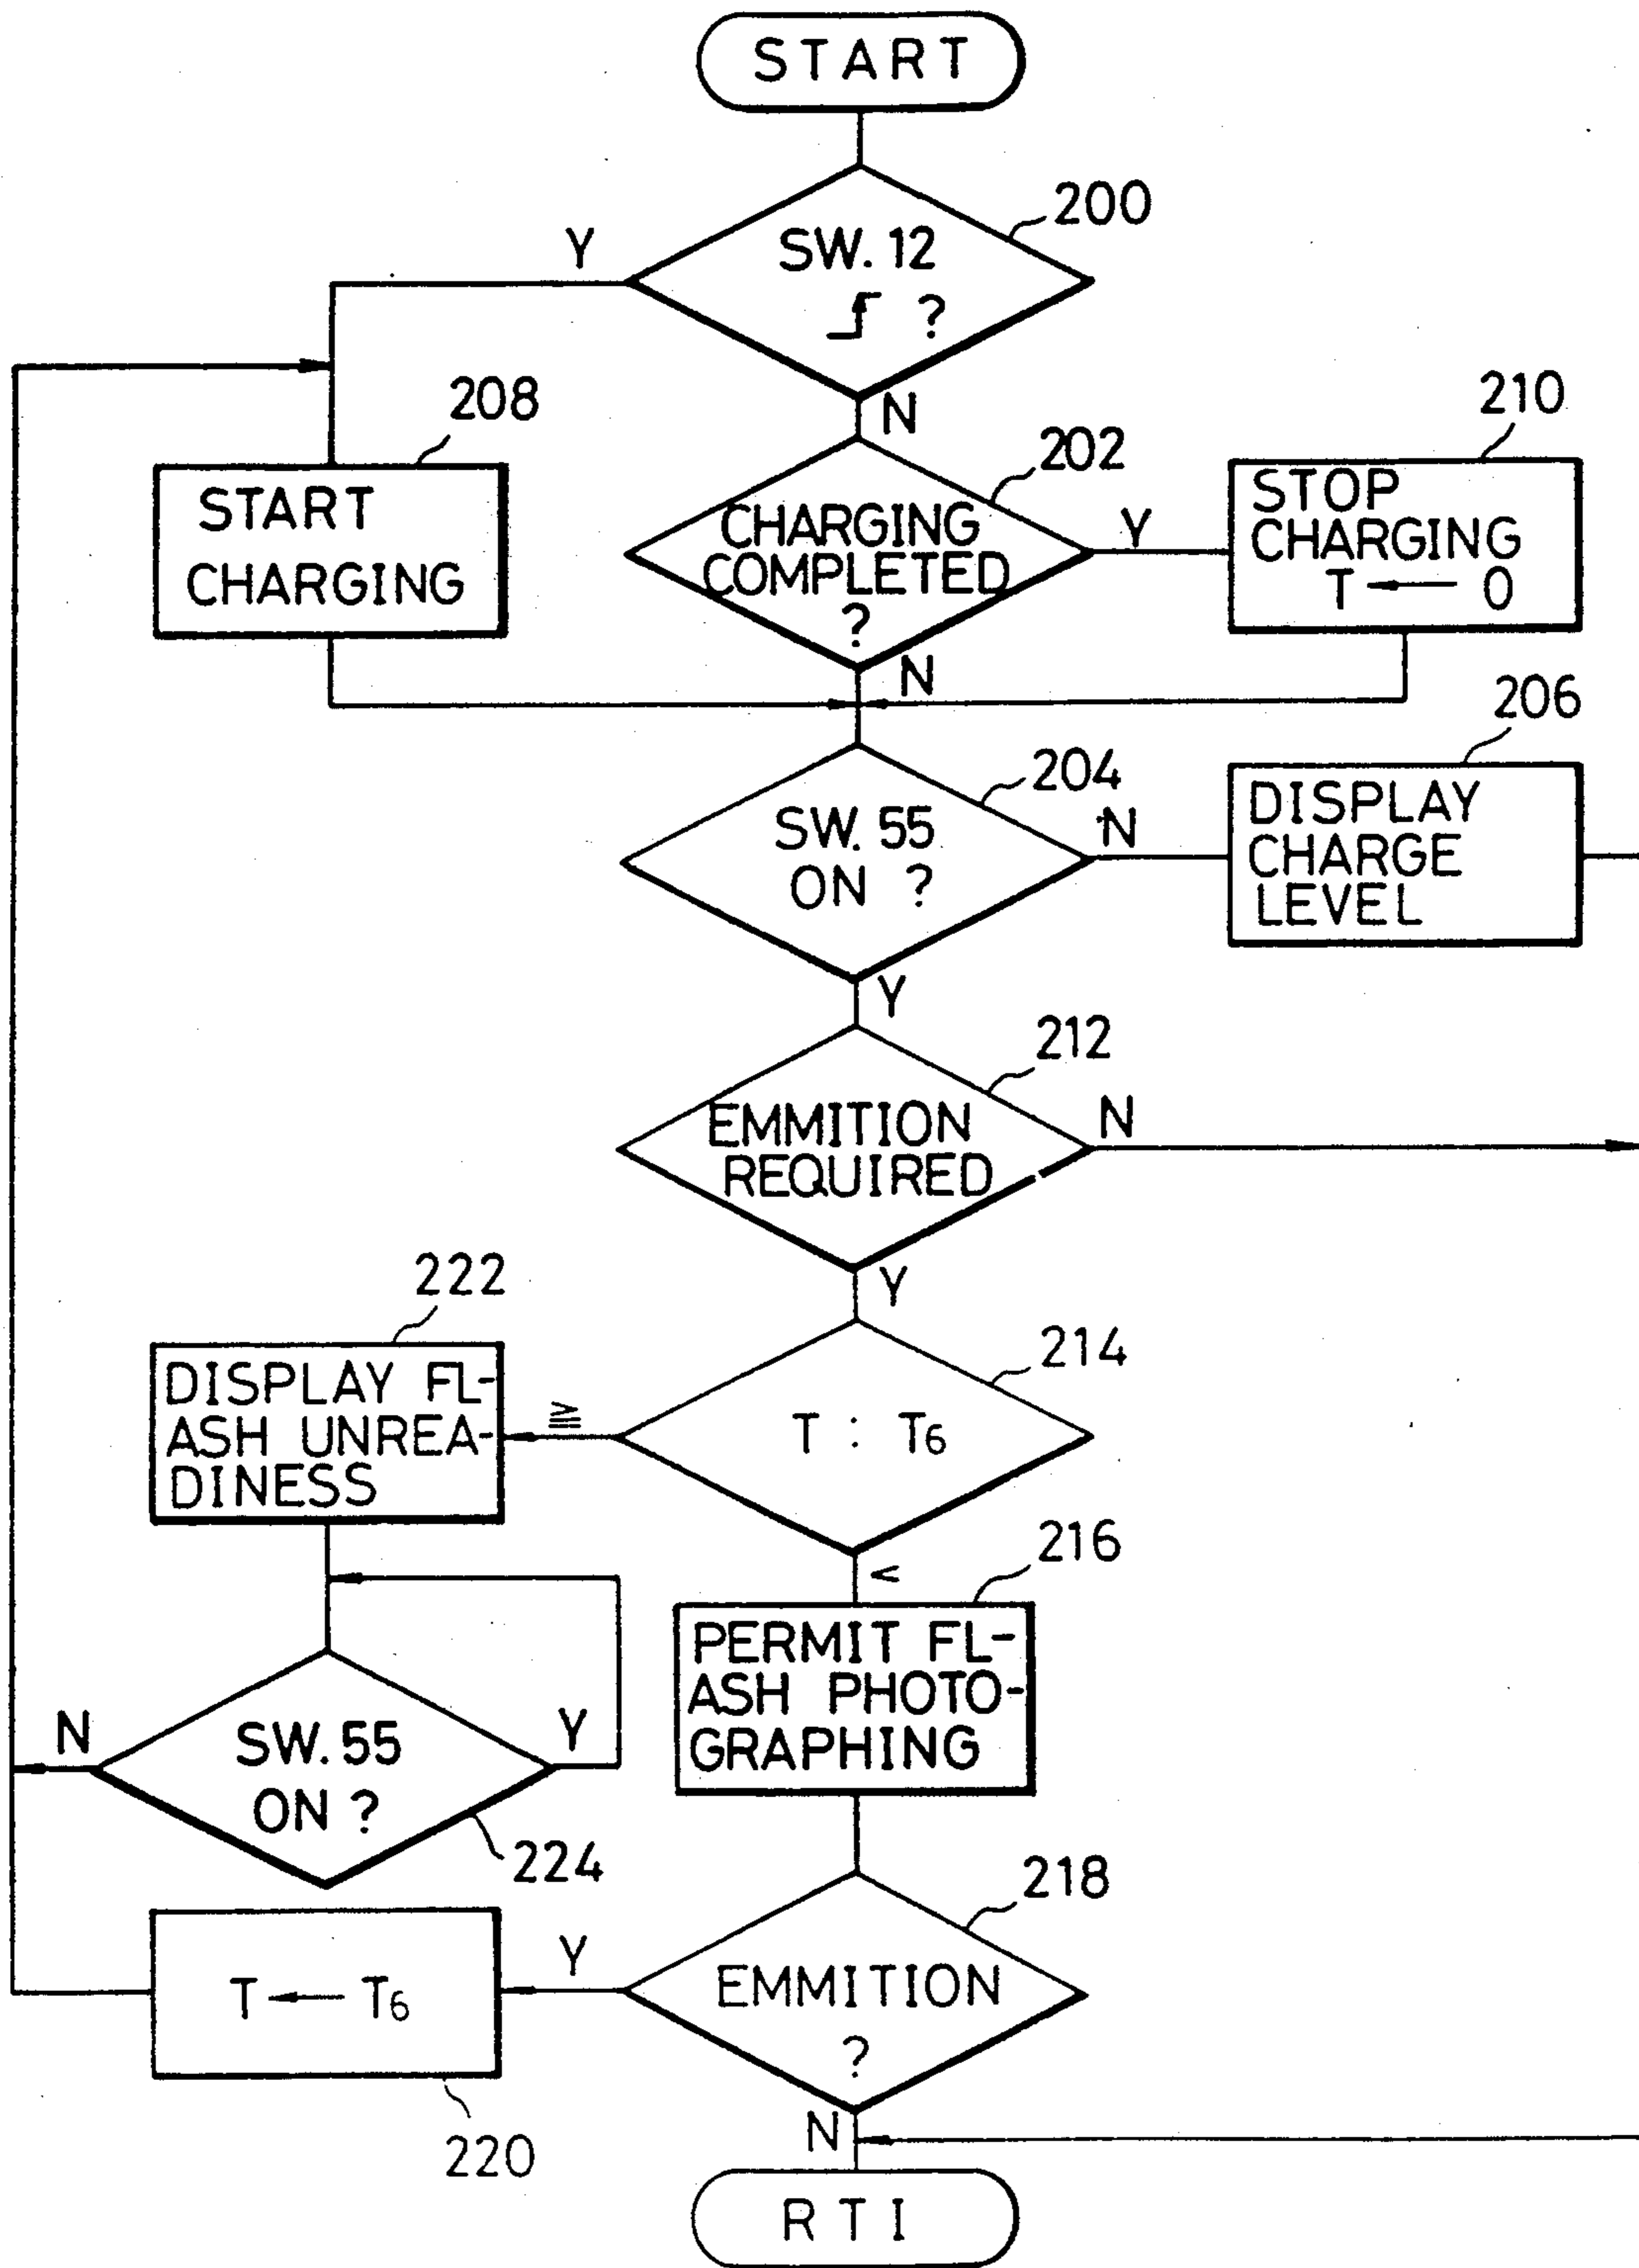 START
200
Y
SW. 12
?
N
208
210
202
START
CHARGING
CHARGING
COMPLETED
?
Y
STOP
CHARGING
T ← 0
N
206
204
SW. 55
ON ?
N
DISPLAY
CHARGE
LEVEL
Y
212
EMMITION
REQUIRED
N
Y
222
214
DISPLAY FL-
ASH UNREA-
DINESS
≧
T : T6
216
<
PERMIT FL-
ASH PHOTO-
GRAPHING
N
SW. 55
ON ?
Y
224
218
Y
T ← T6
EMMITION
?
220
N
RTI